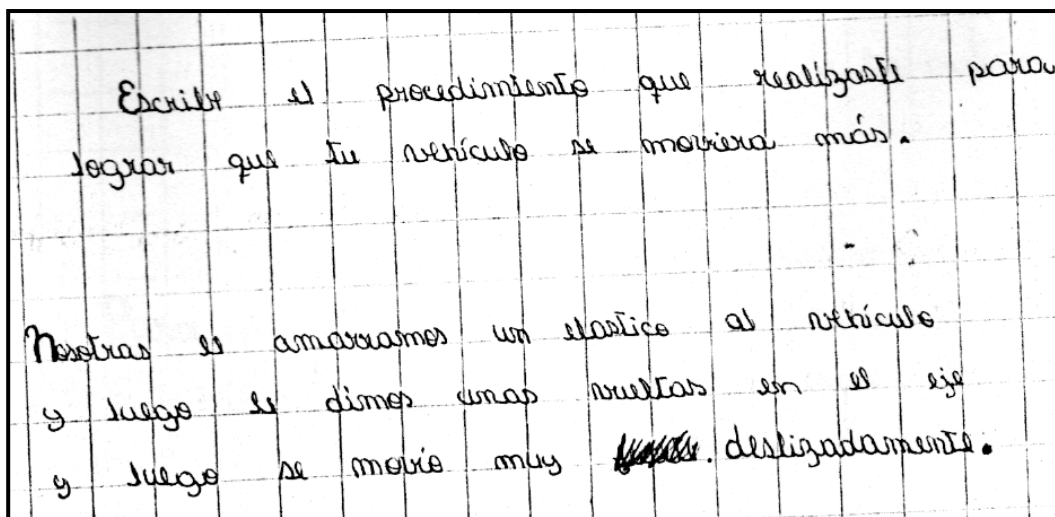 Escribe el procedimiento que realizaste para
lograr que tu vehículo se moviera más.
Nosotras le amarramos un elastico al vehículo
y luego le dimos unas vueltas en el eje
y luego se movio muy deslizadamente.